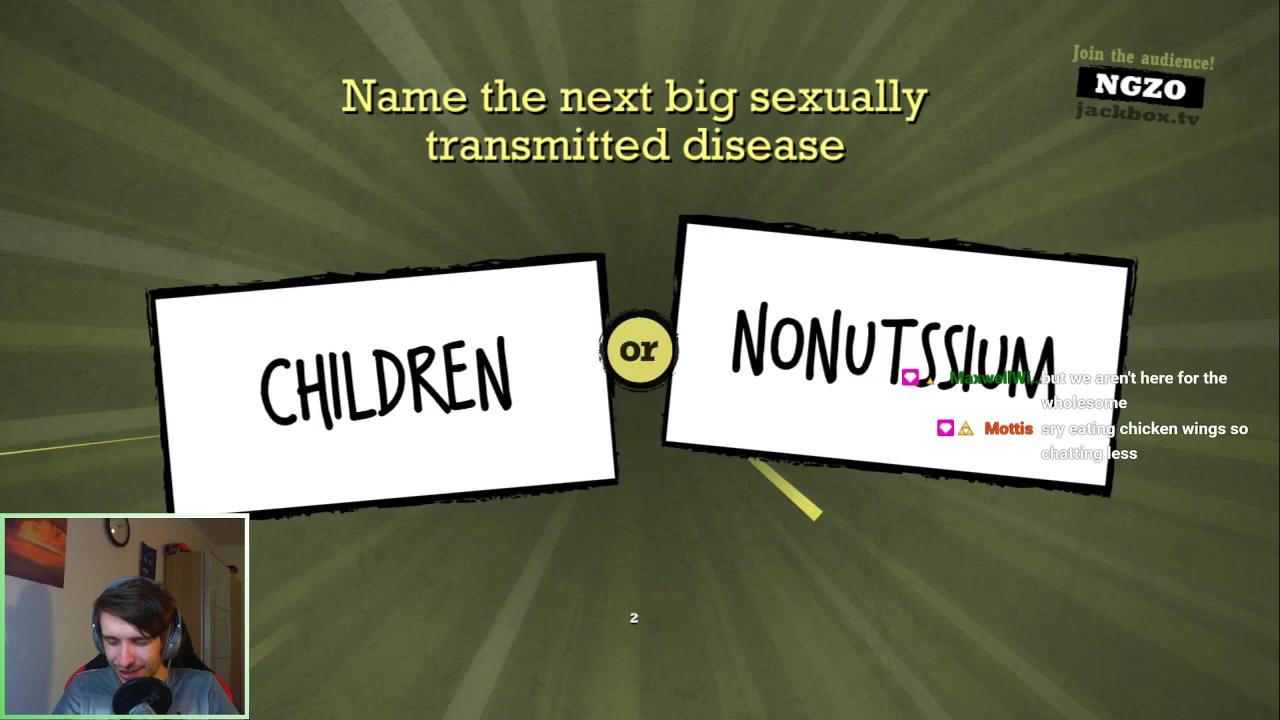 Join the audience!
NGZO
jackbox.tv
Name the next big sexually
transmitted disease
CHILDREN
or
NONUTSSIUM
MaxwellWi... but we aren't here for the
wholesome
Mottis sry eating chicken wings so
chatting less
2